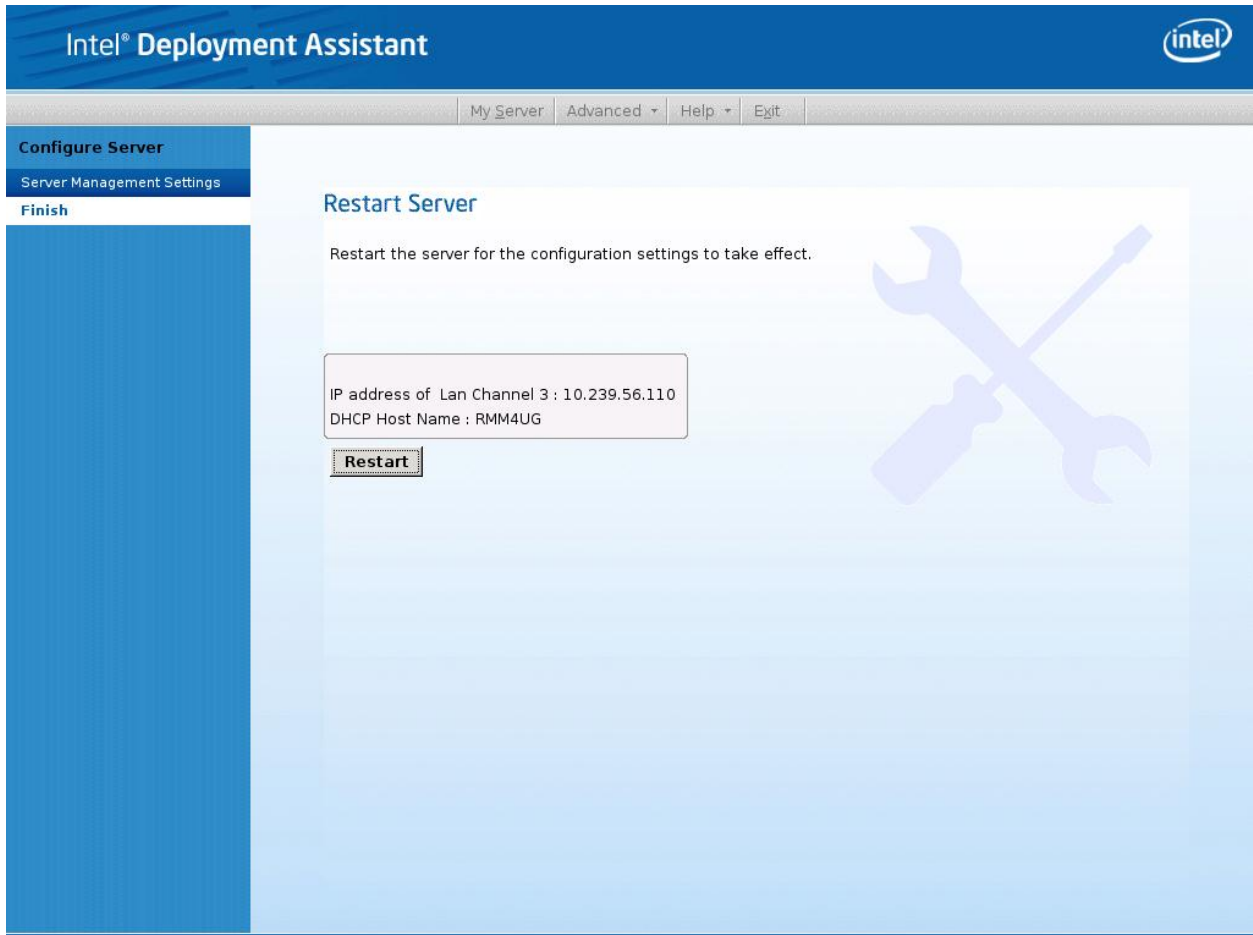 Intel® Deployment Assistant
intel
My Server Advanced Help Exit
Configure Server
Server Management Settings
Finish
Restart Server
Restart the server for the configuration settings to take effect.
IP address of Lan Channel 3 : 10.239.56.110
DHCP Host Name : RMM4UG
Restart